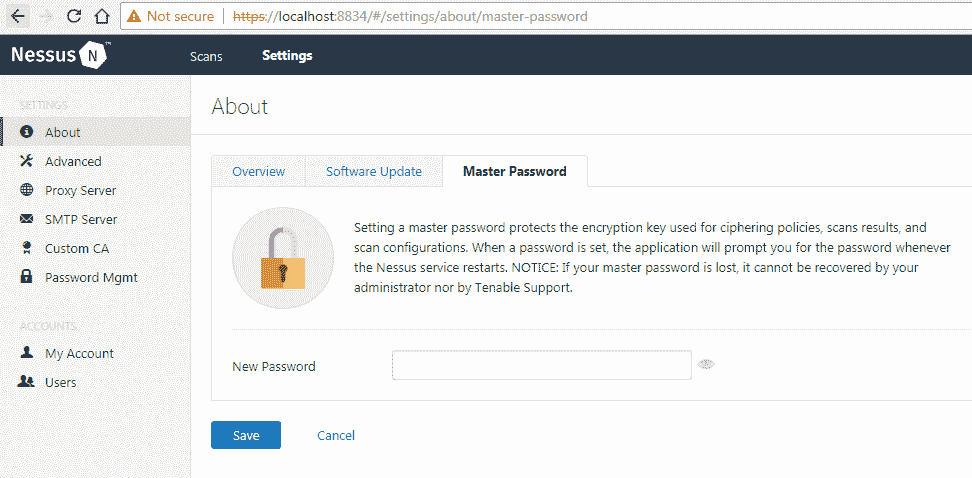 Not secure | https://localhost:8834/#/settings/about/master-password
Nessus N ™
Scans
Settings
SETTINGS
About
Advanced
Proxy Server
SMTP Server
Custom CA
Password Mgmt
ACCOUNTS
My Account
Users
About
Overview
Software Update
Master Password
Setting a master password protects the encryption key used for ciphering policies, scans results, and
scan configurations. When a password is set, the application will prompt you for the password whenever
the Nessus service restarts. NOTICE: If your master password is lost, it cannot be recovered by your
administrator nor by Tenable Support.
New Password
Save
Cancel